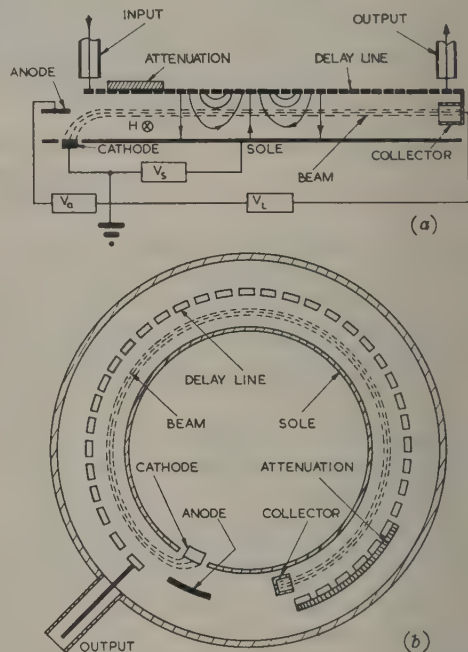 INPUT
OUTPUT
ATTENUATION
DELAY LINE
ANODE
H ⊗
CATHODE
SOLE
BEAM
COLLECTOR
Vs
Va
VL
(a)
DELAY LINE
BEAM
SOLE
CATHODE
ATTENUATION
ANODE
COLLECTOR
OUTPUT
(b)